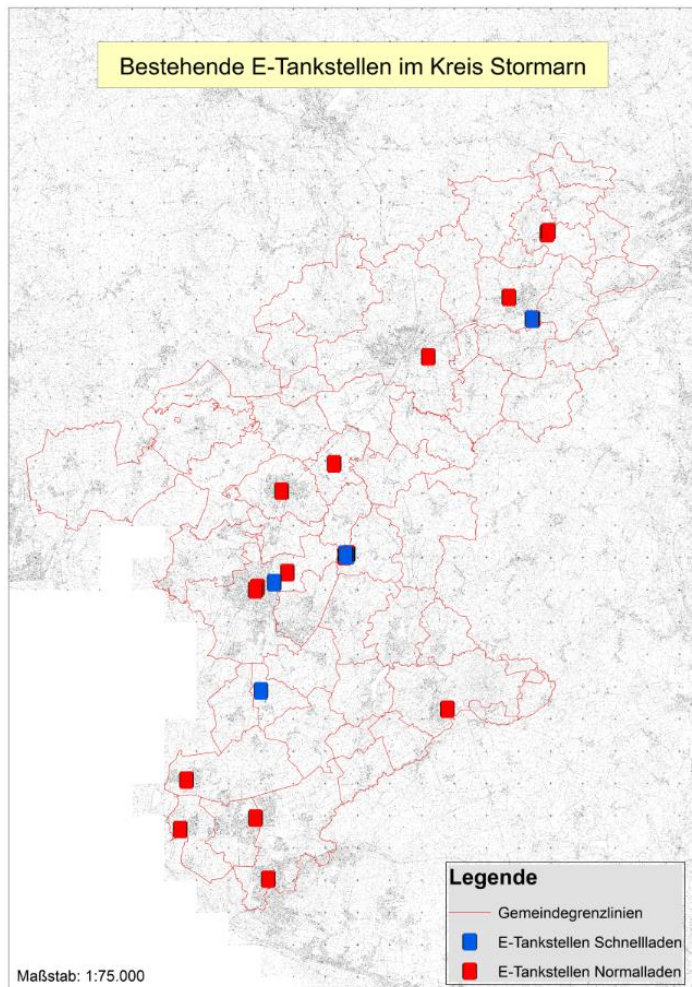 Bestehende E-Tankstellen im Kreis Stormarn
Legende
Gemeindegrenzlinien
E-Tankstellen Schnellladen
E-Tankstellen Normalladen
Maßstab: 1:75.000